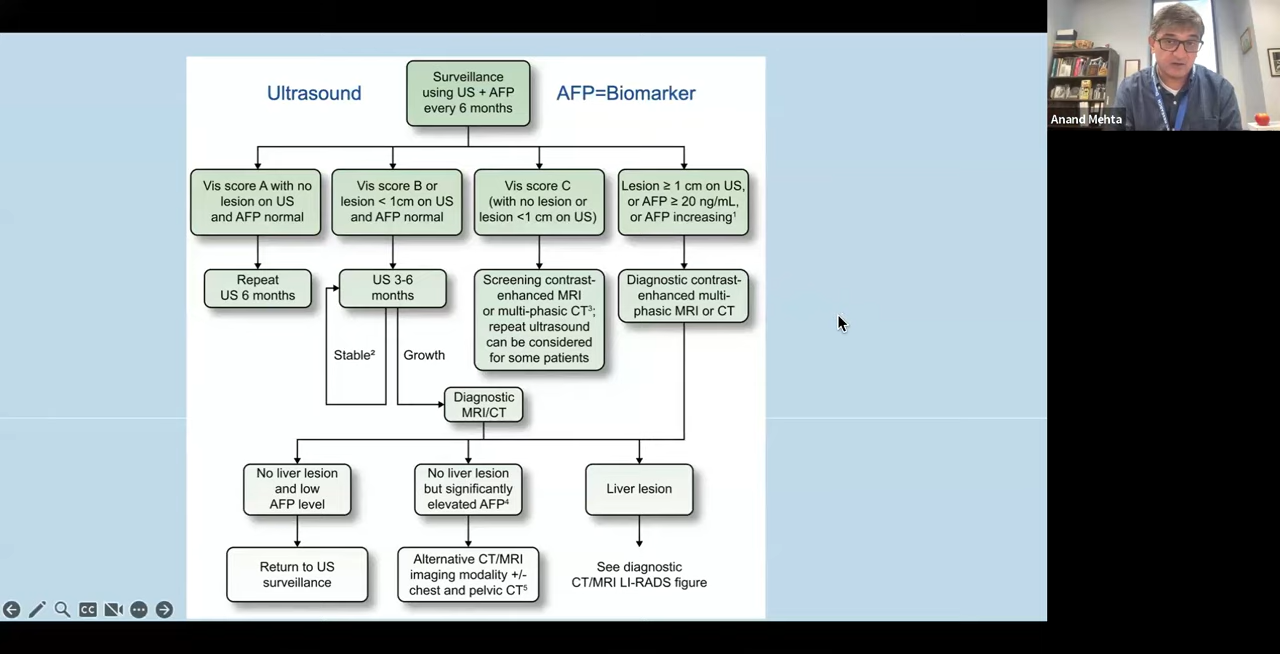 Ultrasound
Surveillance
using US + AFP
every 6 months
AFP=Biomarker
Vis score A with no
lesion on US
and AFP normal
Vis score B or
lesion < 1cm on US
and AFP normal
Vis score C
(with no lesion or
lesion <1 cm on US)
Lesion ≥ 1 cm on US,
or AFP ≥ 20 ng/mL,
or AFP increasing¹
Repeat
US 6 months
US 3-6
months
Screening contrast-
enhanced MRI
or multi-phasic CT³;
repeat ultrasound
can be considered
for some patients
Diagnostic contrast-
enhanced multi-
phasic MRI or CT
Stable²
Growth
Diagnostic
MRI/CT
No liver lesion
and low
AFP level
No liver lesion
but significantly
elevated AFP⁴
Liver lesion
Return to US
surveillance
Alternative CT/MRI
imaging modality +/-
chest and pelvic CT⁵
See diagnostic
CT/MRI LI-RADS figure
Anand Mehta
CC